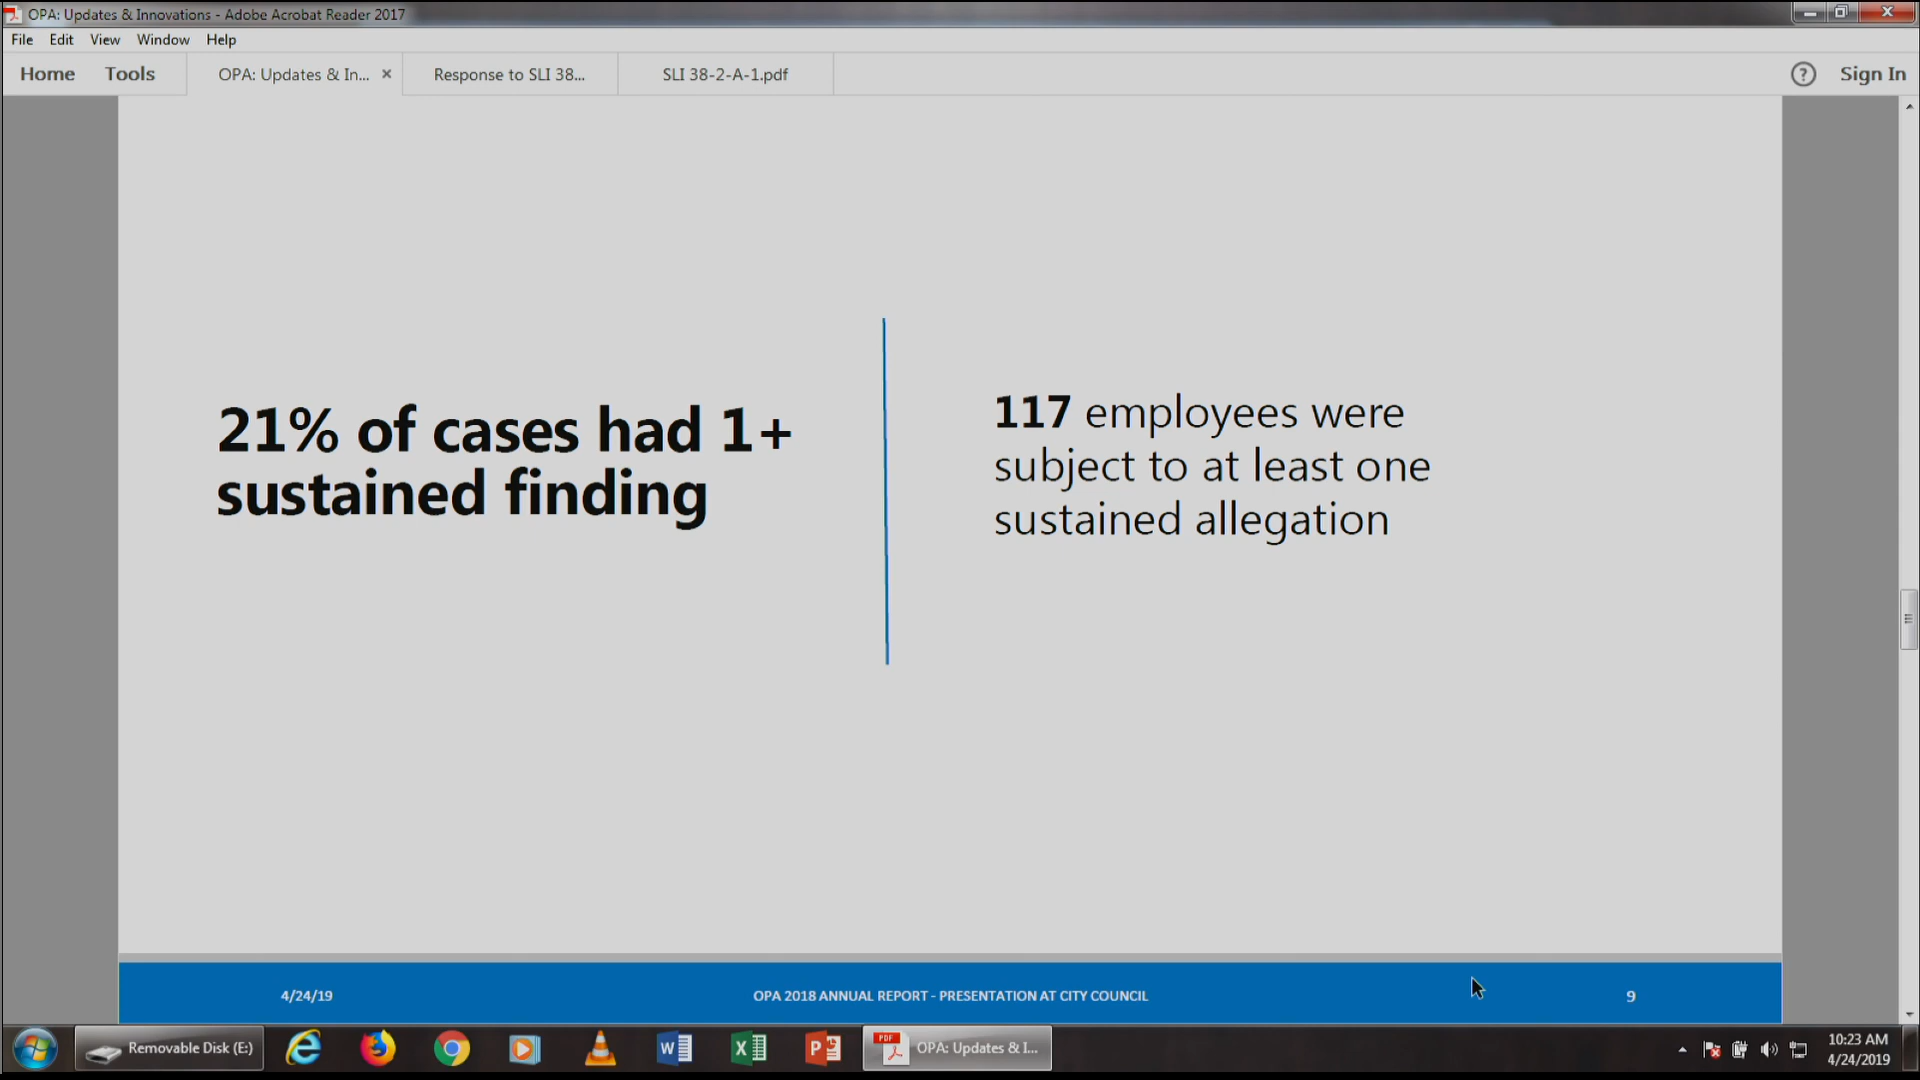 OPA: Updates & Innovations - Adobe Acrobat Reader 2017
File Edit View Window Help
Home Tools OPA: Updates & In... × Response to SLI 38... SLI 38-2-A-1.pdf ? Sign In
21% of cases had 1+
sustained finding
117 employees were
subject to at least one
sustained allegation
4/24/19 OPA 2018 ANNUAL REPORT - PRESENTATION AT CITY COUNCIL 9
Removable Disk (E:) OPA: Updates & I... 10:23 AM
4/24/2019